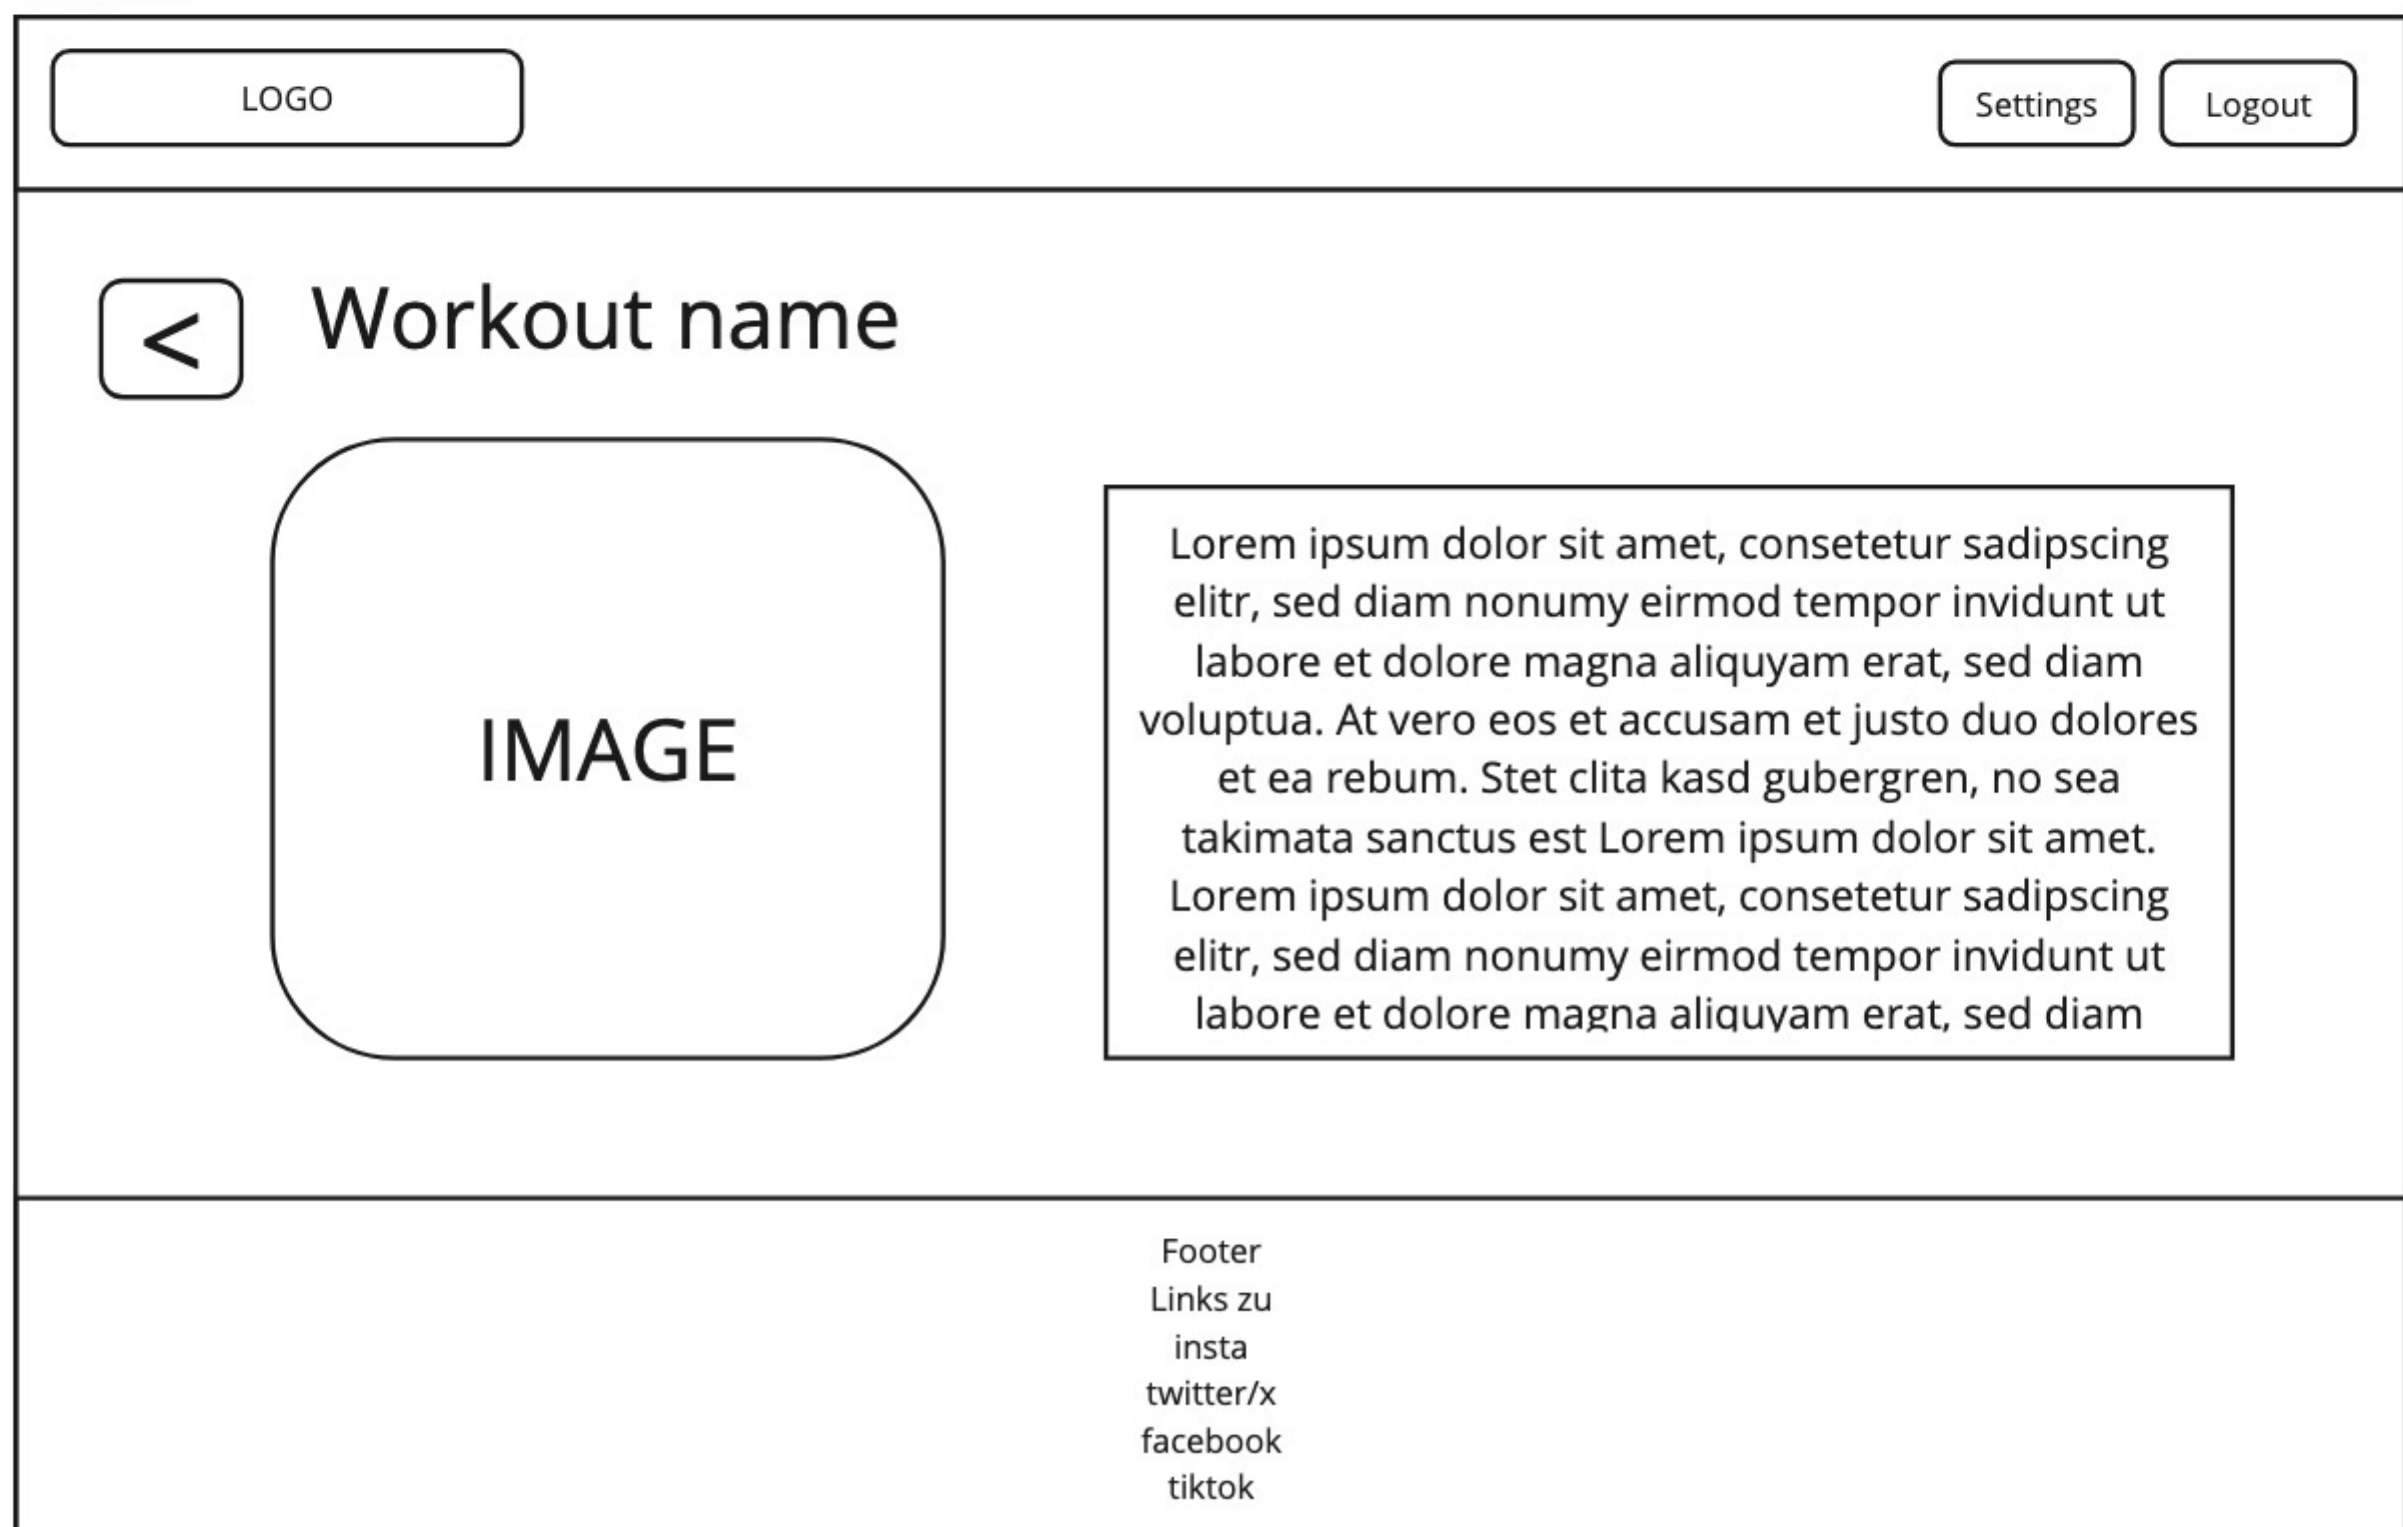 LOGO
Settings
Logout
<
Workout name
IMAGE
Lorem ipsum dolor sit amet, consetetur sadipscing
elitr, sed diam nonumy eirmod tempor invidunt ut
labore et dolore magna aliquyam erat, sed diam
voluptua. At vero eos et accusam et justo duo dolores
et ea rebum. Stet clita kasd gubergren, no sea
takimata sanctus est Lorem ipsum dolor sit amet.
Lorem ipsum dolor sit amet, consetetur sadipscing
elitr, sed diam nonumy eirmod tempor invidunt ut
labore et dolore magna aliquyam erat, sed diam
Footer
Links zu
insta
twitter/x
facebook
tiktok